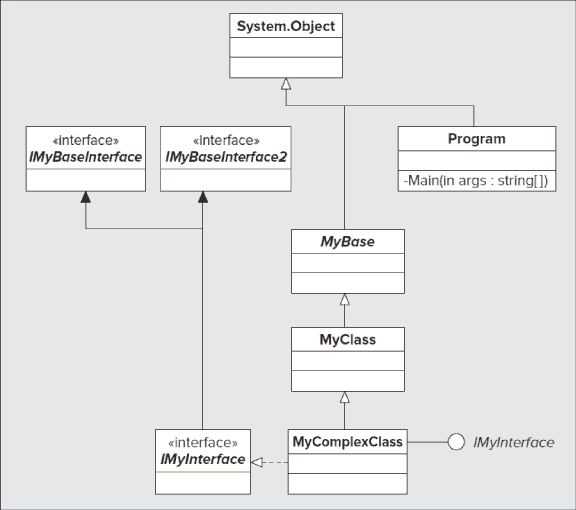 System.Object
«interface»
IMyBaseInterface
«interface»
IMyBaseInterface2
Program
-Main(in args : string[])
MyBase
MyClass
«interface»
IMyInterface
MyComplexClass
IMyInterface